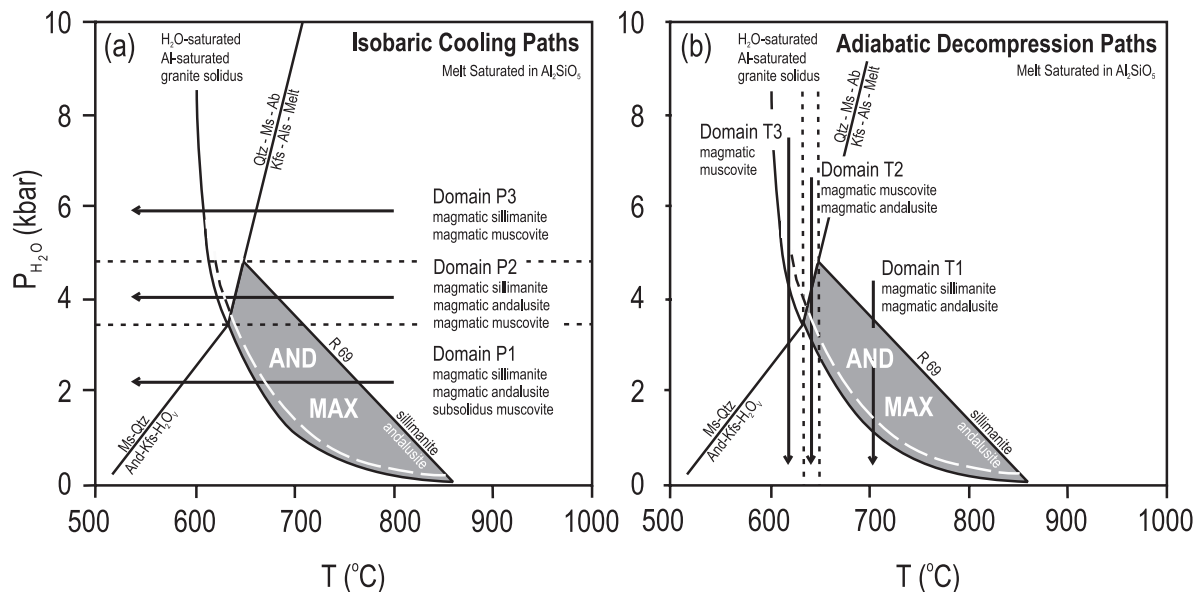 (a)
H₂O-saturated
Al-saturated
granite solidus
Isobaric Cooling Paths
Melt Saturated in Al₂SiO₅
Qtz - Ms - Ab
Kfs - Als - Melt
Domain P3
magmatic sillimanite
magmatic muscovite
Domain P2
magmatic sillimanite
magmatic andalusite
magmatic muscovite
Domain P1
magmatic sillimanite
magmatic andalusite
subsolidus muscovite
AND
MAX
R 69
sillimanite
andalusite
Ms-Qtz
And-Kfs-H₂Oᵥ
10
8
6
4
2
0
P H₂O (kbar)
500 600 700 800 900 1000
T (°C)
(b)
H₂O-saturated
Al-saturated
granite solidus
Adiabatic Decompression Paths
Melt Saturated in Al₂SiO₅
Qtz - Ms - Ab
Kfs - Als - Melt
Domain T3
magmatic
muscovite
Domain T2
magmatic muscovite
magmatic andalusite
Domain T1
magmatic sillimanite
magmatic andalusite
AND
MAX
R 69
sillimanite
andalusite
Ms-Qtz
And-Kfs-H₂Oᵥ
10
8
6
4
2
0
500 600 700 800 900 1000
T (°C)